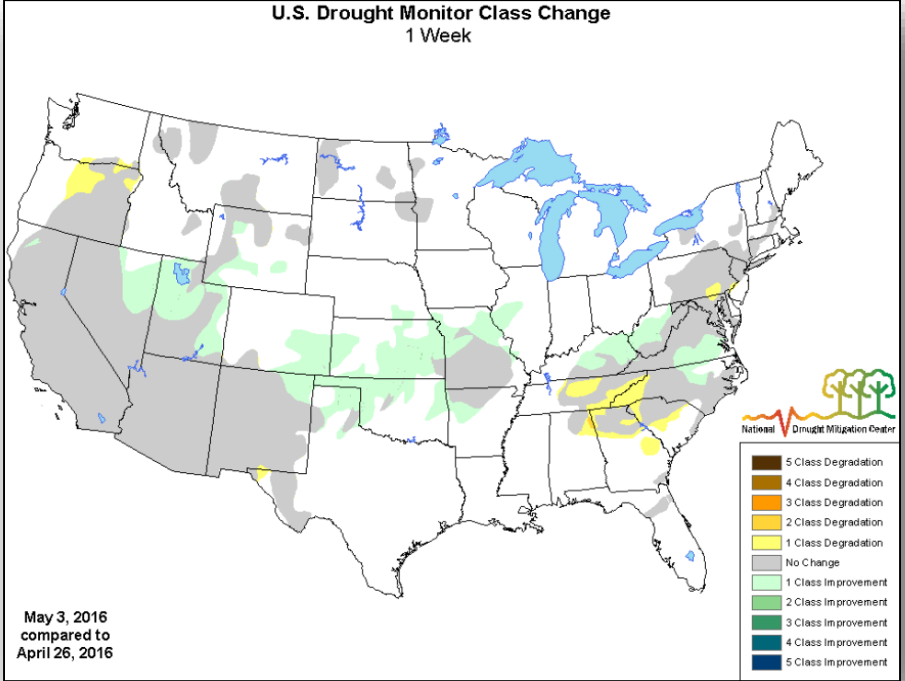 U.S. Drought Monitor Class Change
1 Week
National Drought Mitigation Center
5 Class Degradation
4 Class Degradation
3 Class Degradation
2 Class Degradation
1 Class Degradation
No Change
1 Class Improvement
2 Class Improvement
3 Class Improvement
4 Class Improvement
5 Class Improvement
May 3, 2016
compared to
April 26, 2016